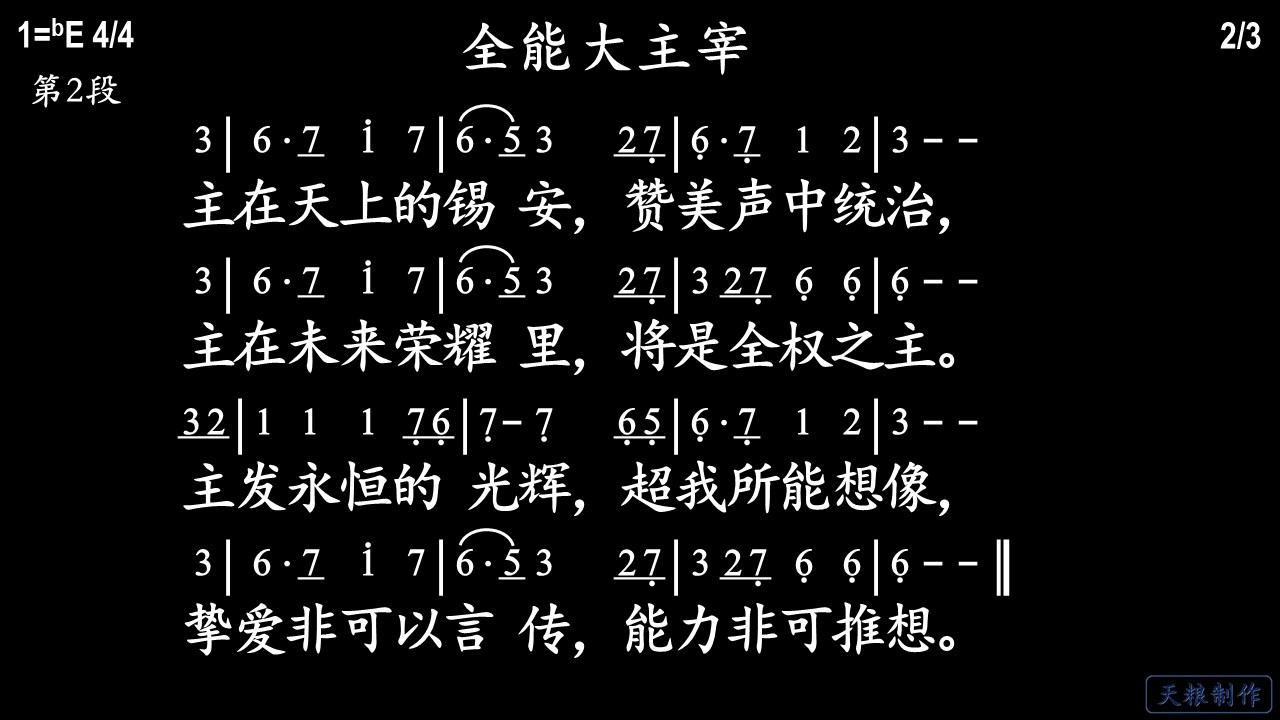 1=ᵇE 4/4
全能大主宰
2/3
第2段
3| 6·7 i 7|6·5 3 27|6·7 1 2|3--
主在天上的锡 安，赞美声中统治，
3| 6·7 i 7|6·5 3 27|3 27 6 6|6--
主在未来荣耀 里，将是全权之主。
32|1 1 1 76|7- 7 65|6·7 1 2|3--
主发永恒的 光辉，超我所能想像，
3| 6·7 i 7|6·5 3 27|3 27 6 6|6--‖
挚爱非可以言 传，能力非可推想。
天粮制作